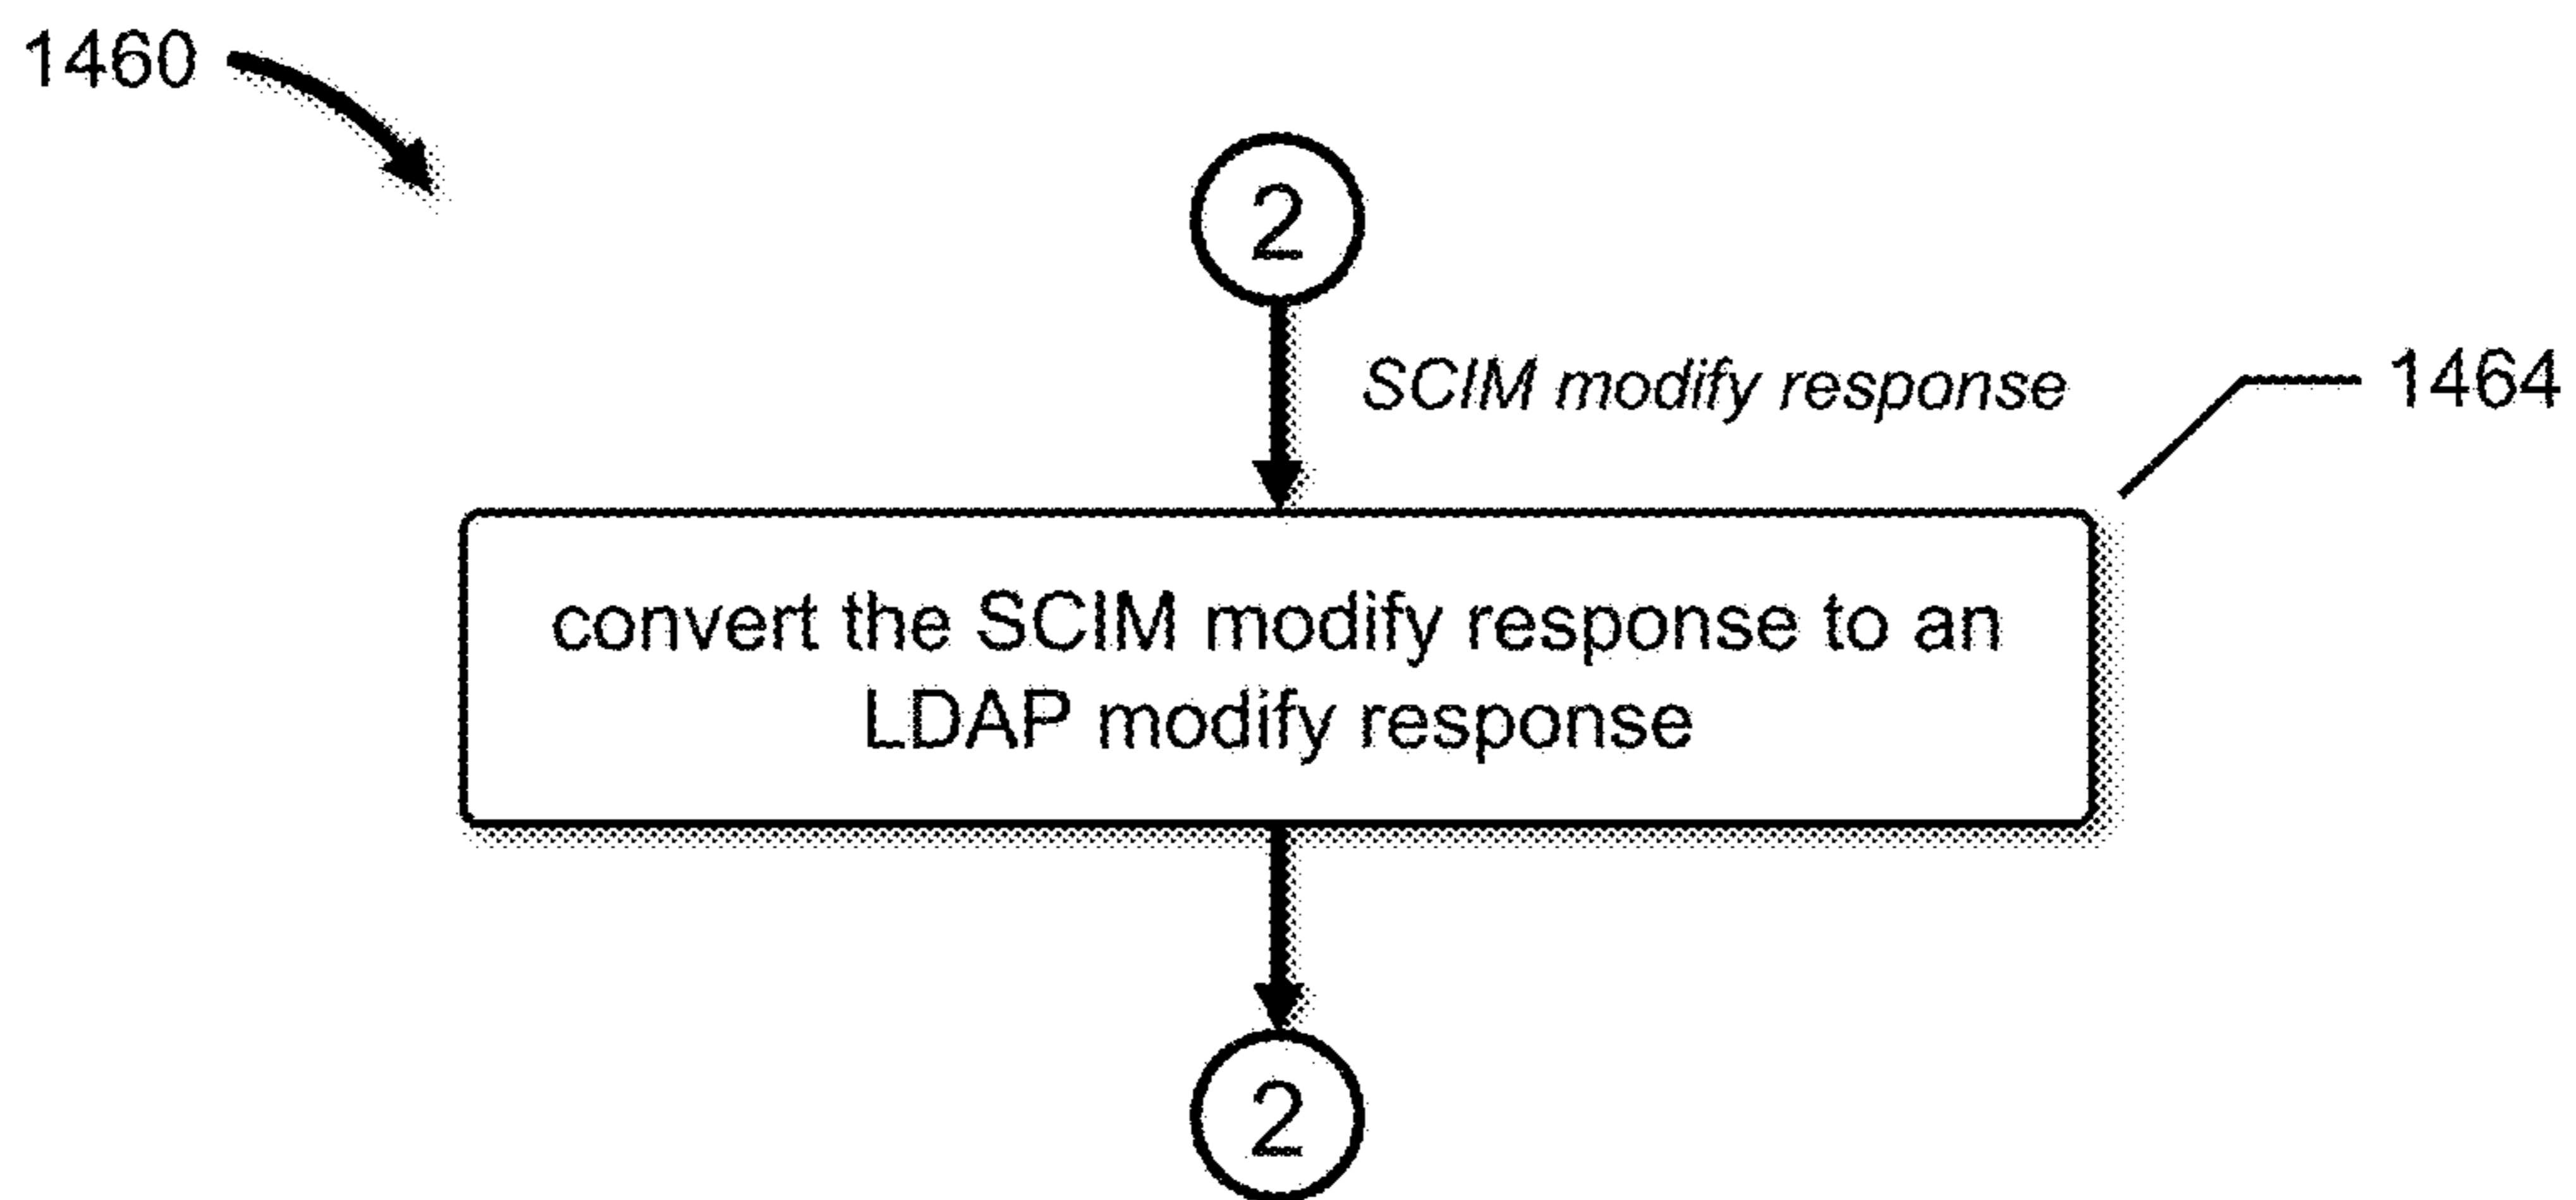 1460
2
SCIM modify response
1464
convert the SCIM modify response to an
LDAP modify response
2